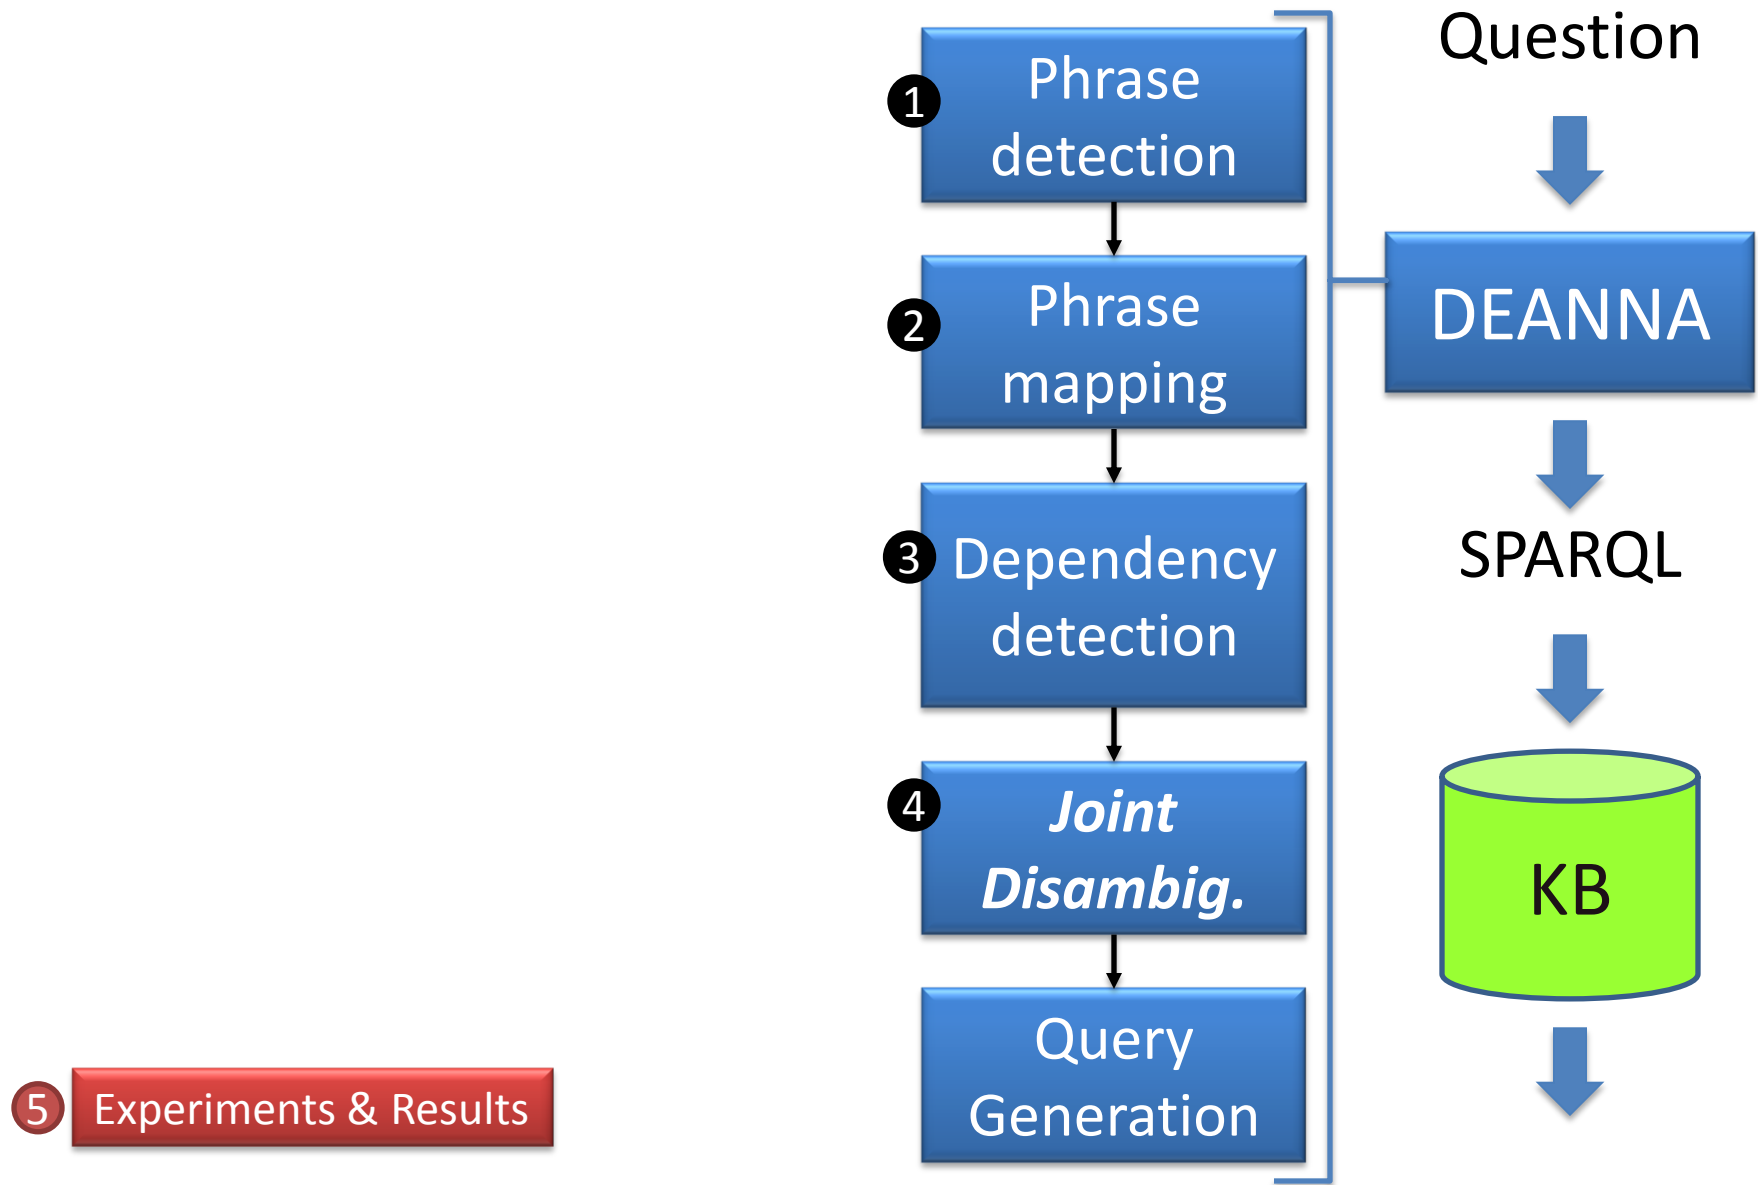 1
Phrase
detection
2
Phrase
mapping
3
Dependency
detection
4
Joint
Disambig.
Query
Generation
Question
DEANNA
SPARQL
KB
5
Experiments & Results